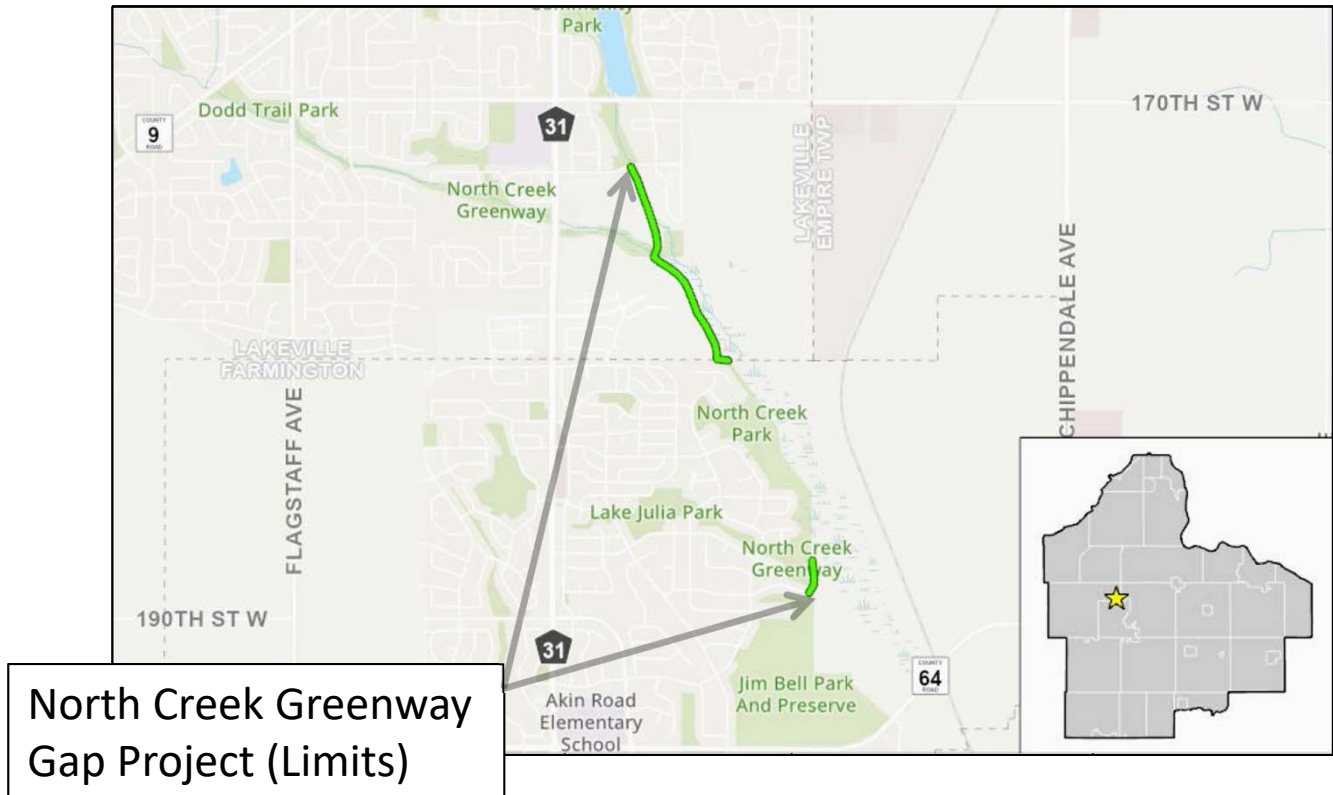 Community
Park
Dodd Trail Park
COUNTY
9
ROAD
31
170TH ST W
North Creek
Greenway
LAKEVILLE
EMPIRE TWP
CHIPPENDALE AVE
LAKEVILLE
FARMINGTON
FLAGSTAFF AVE
North Creek
Park
Lake Julia Park
North Creek
Greenway
190TH ST W
31
COUNTY
64
ROAD
Jim Bell Park
And Preserve
Akin Road
Elementary
School
North Creek Greenway
Gap Project (Limits)